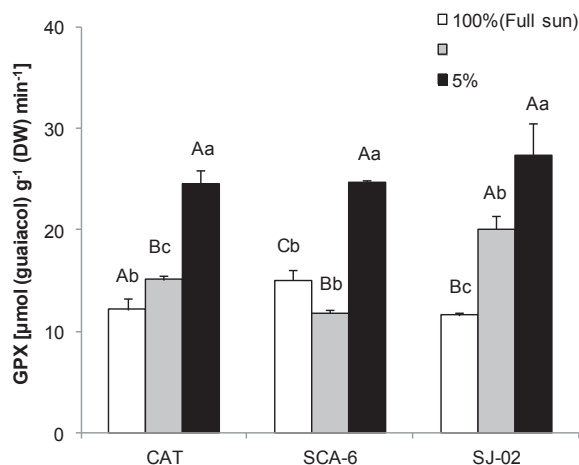 GPX [µmol (guaiacol) g⁻¹ (DW) min⁻¹)
40
30
20
10
0
100%(Full sun)
5%
Ab
Bc
Aa
Cb
Bb
Aa
Bc
Ab
Aa
CAT
SCA-6
SJ-02